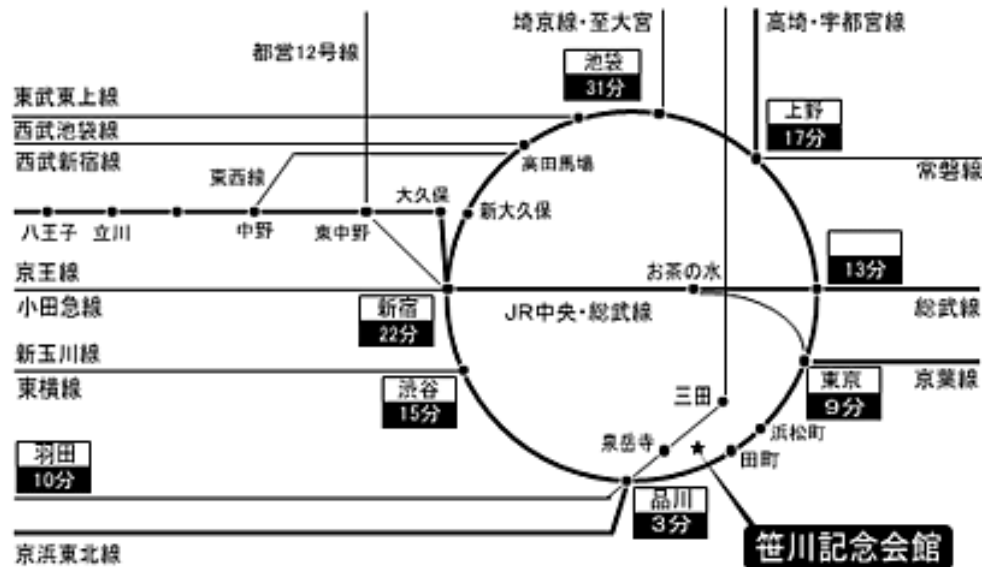 埼京線・至大宮
高崎・宇都宮線
都営12号線
池袋
31分
東武東上線
上野
17分
西武池袋線
西武新宿線
高田馬場
常磐線
東西線
大久保
新大久保
八王子
立川
中野
東中野
13分
京王線
お茶の水
小田急線
新宿
22分
JR中央・総武線
総武線
新玉川線
東横線
渋谷
15分
三田
東京
9分
京葉線
浜松町
泉岳寺
田町
羽田
10分
品川
3分
笹川記念会館
京浜東北線